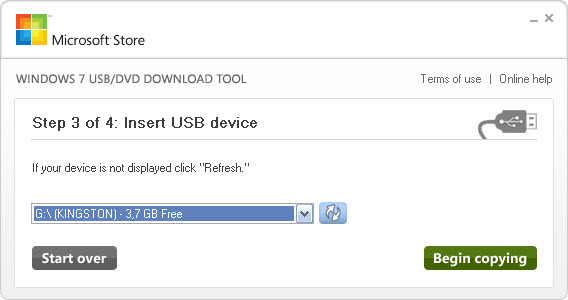 Microsoft Store
WINDOWS 7 USB/DVD DOWNLOAD TOOL
Terms of use | Online help
Step 3 of 4: Insert USB device
If your device is not displayed click "Refresh."
G:\ (KINGSTON) - 3,7 GB Free
Start over
Begin copying